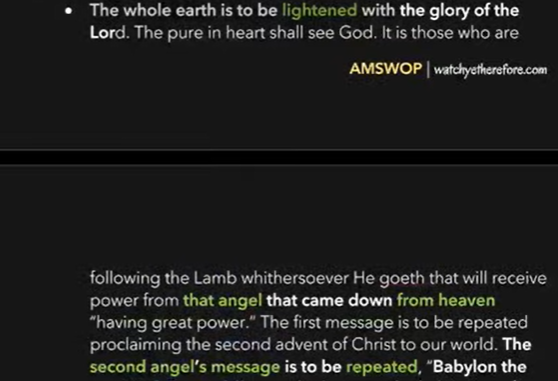 • The whole earth is to be lightened with the glory of the
Lord. The pure in heart shall see God. It is those who are
AMSWOP | watchyetherefore.com
following the Lamb whithersoever He goeth that will receive
power from that angel that came down from heaven
"having great power." The first message is to be repeated
proclaiming the second advent of Christ to our world. The
second angel's message is to be repeated, "Babylon the